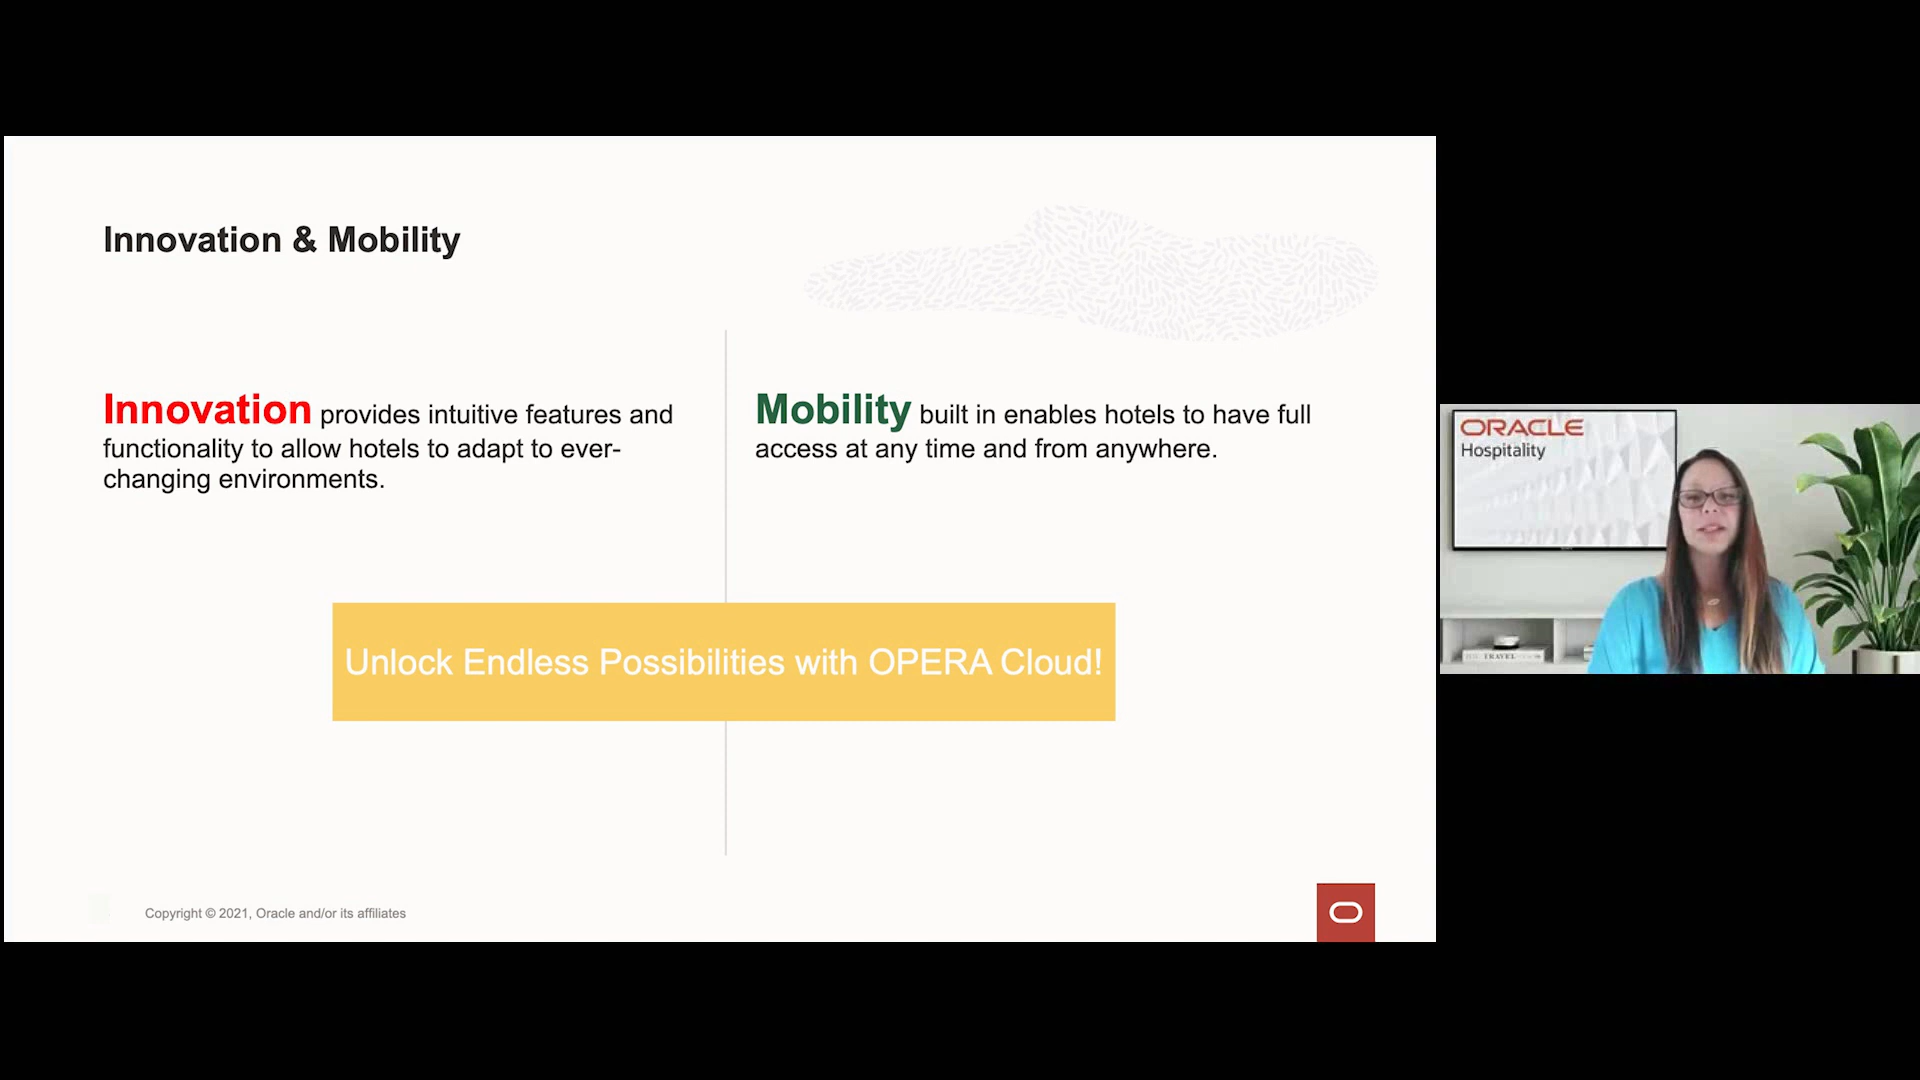 Innovation & Mobility
Innovation provides intuitive features and
functionality to allow hotels to adapt to ever-
changing environments.
Mobility built in enables hotels to have full
access at any time and from anywhere.
Unlock Endless Possibilities with OPERA Cloud!
Copyright © 2021, Oracle and/or its affiliates
ORACLE
Hospitality
TRAVEL